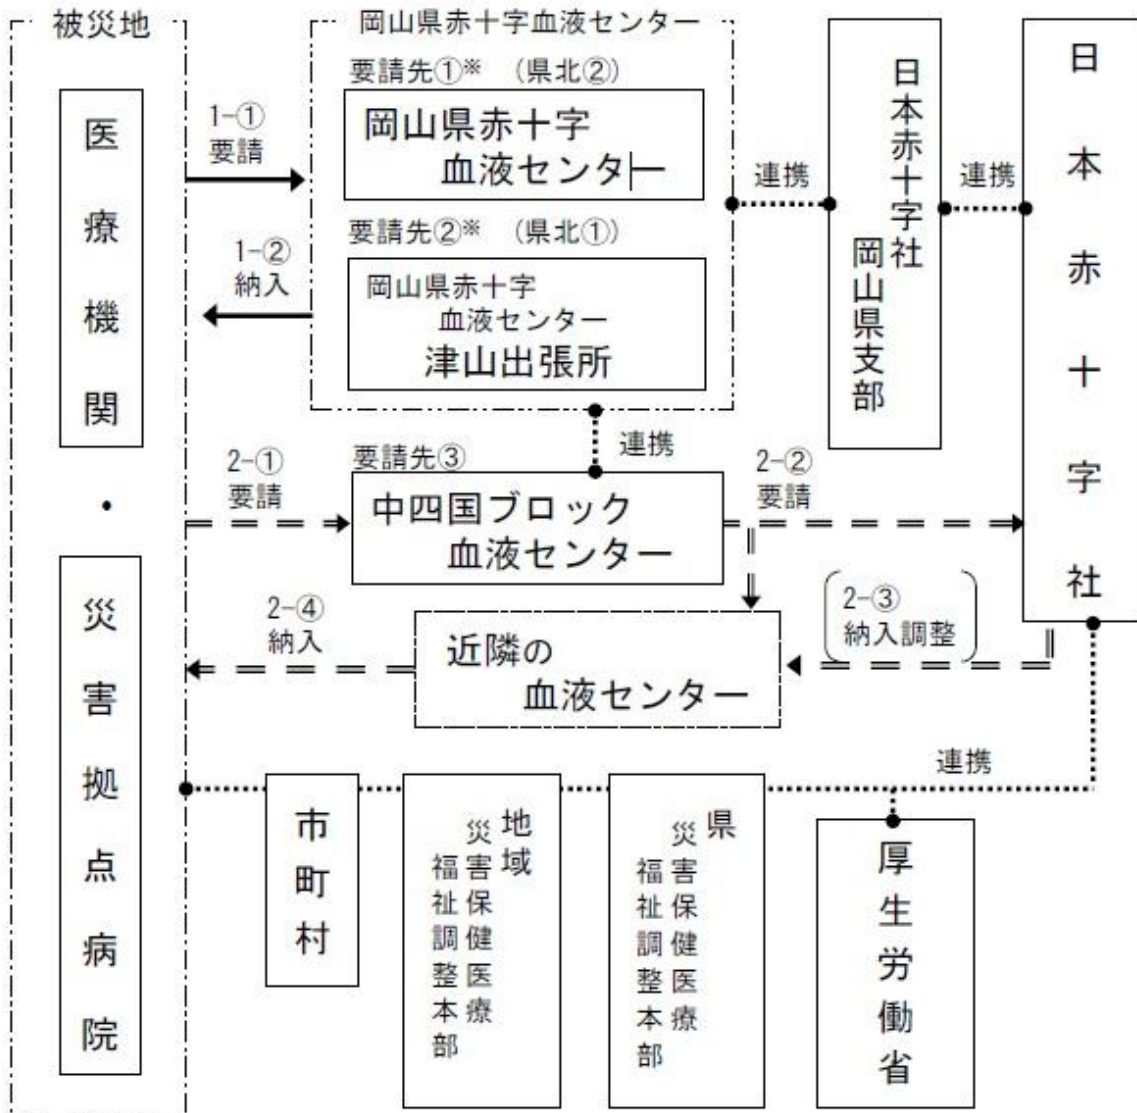 被災地
医療機関
・
災害拠点病院
1-①
要請
1-②
納入
岡山県赤十字血液センター
要請先①※ （県北②）
岡山県赤十字
血液センター
要請先②※ （県北①）
岡山県赤十字
血液センター
津山出張所
連携
日本赤十字社
岡山県支部
連携
日本赤十字社
連携
2-①
要請
要請先③
中四国ブロック
血液センター
2-②
要請
2-③
納入調整
2-④
納入
近隣の
血液センター
連携
市町村
地域
災害保健医療
福祉調整本部
県
災害保健医療
福祉調整本部
厚生労働省